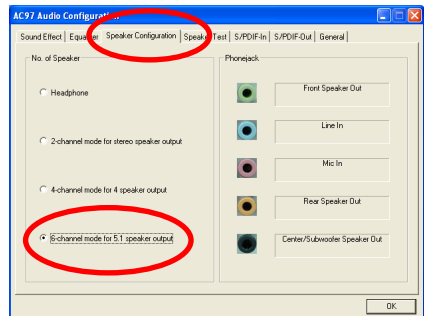 AC97 Audio Configuration
Sound Effect | Equalizer | Speaker Configuration | Speaker Test | S/PDIF-In | S/PDIF-Out | General
No. of Speaker
Headphone
2-channel mode for stereo speaker output
4-channel mode for 4 speaker output
6-channel mode for 5.1 speaker output
Phonejack
Front Speaker Out
Line In
Mic In
Rear Speaker Out
Center/Subwoofer Speaker Out
OK